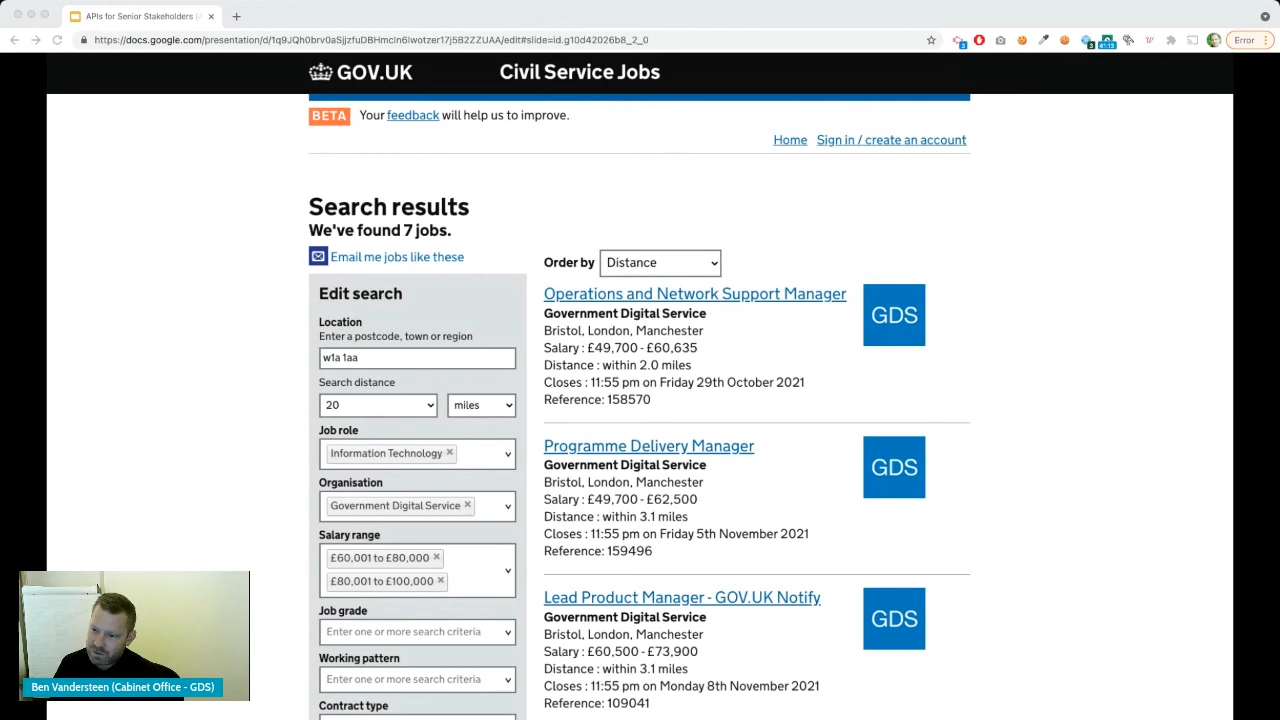 APIs for Senior Stakeholders (
https://docs.google.com/presentation/d/1q9JQh0brv0aSjjzfuDBHmcIn6Iwotzer17j5B2ZZUAA/edit#slide=id.g10d42026b8_2_0
3
3
41:13
Error
GOV.UK
Civil Service Jobs
BETA Your feedback will help us to improve.
Home Sign in / create an account
Search results
We've found 7 jobs.
Email me jobs like these
Edit search
Location
Enter a postcode, town or region
w1a 1aa
Search distance
20 miles
Job role
Information Technology
Organisation
Government Digital Service
Salary range
£60,001 to £80,000
£80,001 to £100,000
Job grade
Enter one or more search criteria
Working pattern
Enter one or more search criteria
Contract type
Order by Distance
Operations and Network Support Manager
Government Digital Service
Bristol, London, Manchester
Salary : £49,700 - £60,635
Distance : within 2.0 miles
Closes : 11:55 pm on Friday 29th October 2021
Reference: 158570
GDS
Programme Delivery Manager
Government Digital Service
Bristol, London, Manchester
Salary : £49,700 - £62,500
Distance : within 3.1 miles
Closes : 11:55 pm on Friday 5th November 2021
Reference: 159496
GDS
Lead Product Manager - GOV.UK Notify
Government Digital Service
Bristol, London, Manchester
Salary : £60,500 - £73,900
Distance : within 3.1 miles
Closes : 11:55 pm on Monday 8th November 2021
Reference: 109041
GDS
Ben Vandersteen (Cabinet Office - GDS)